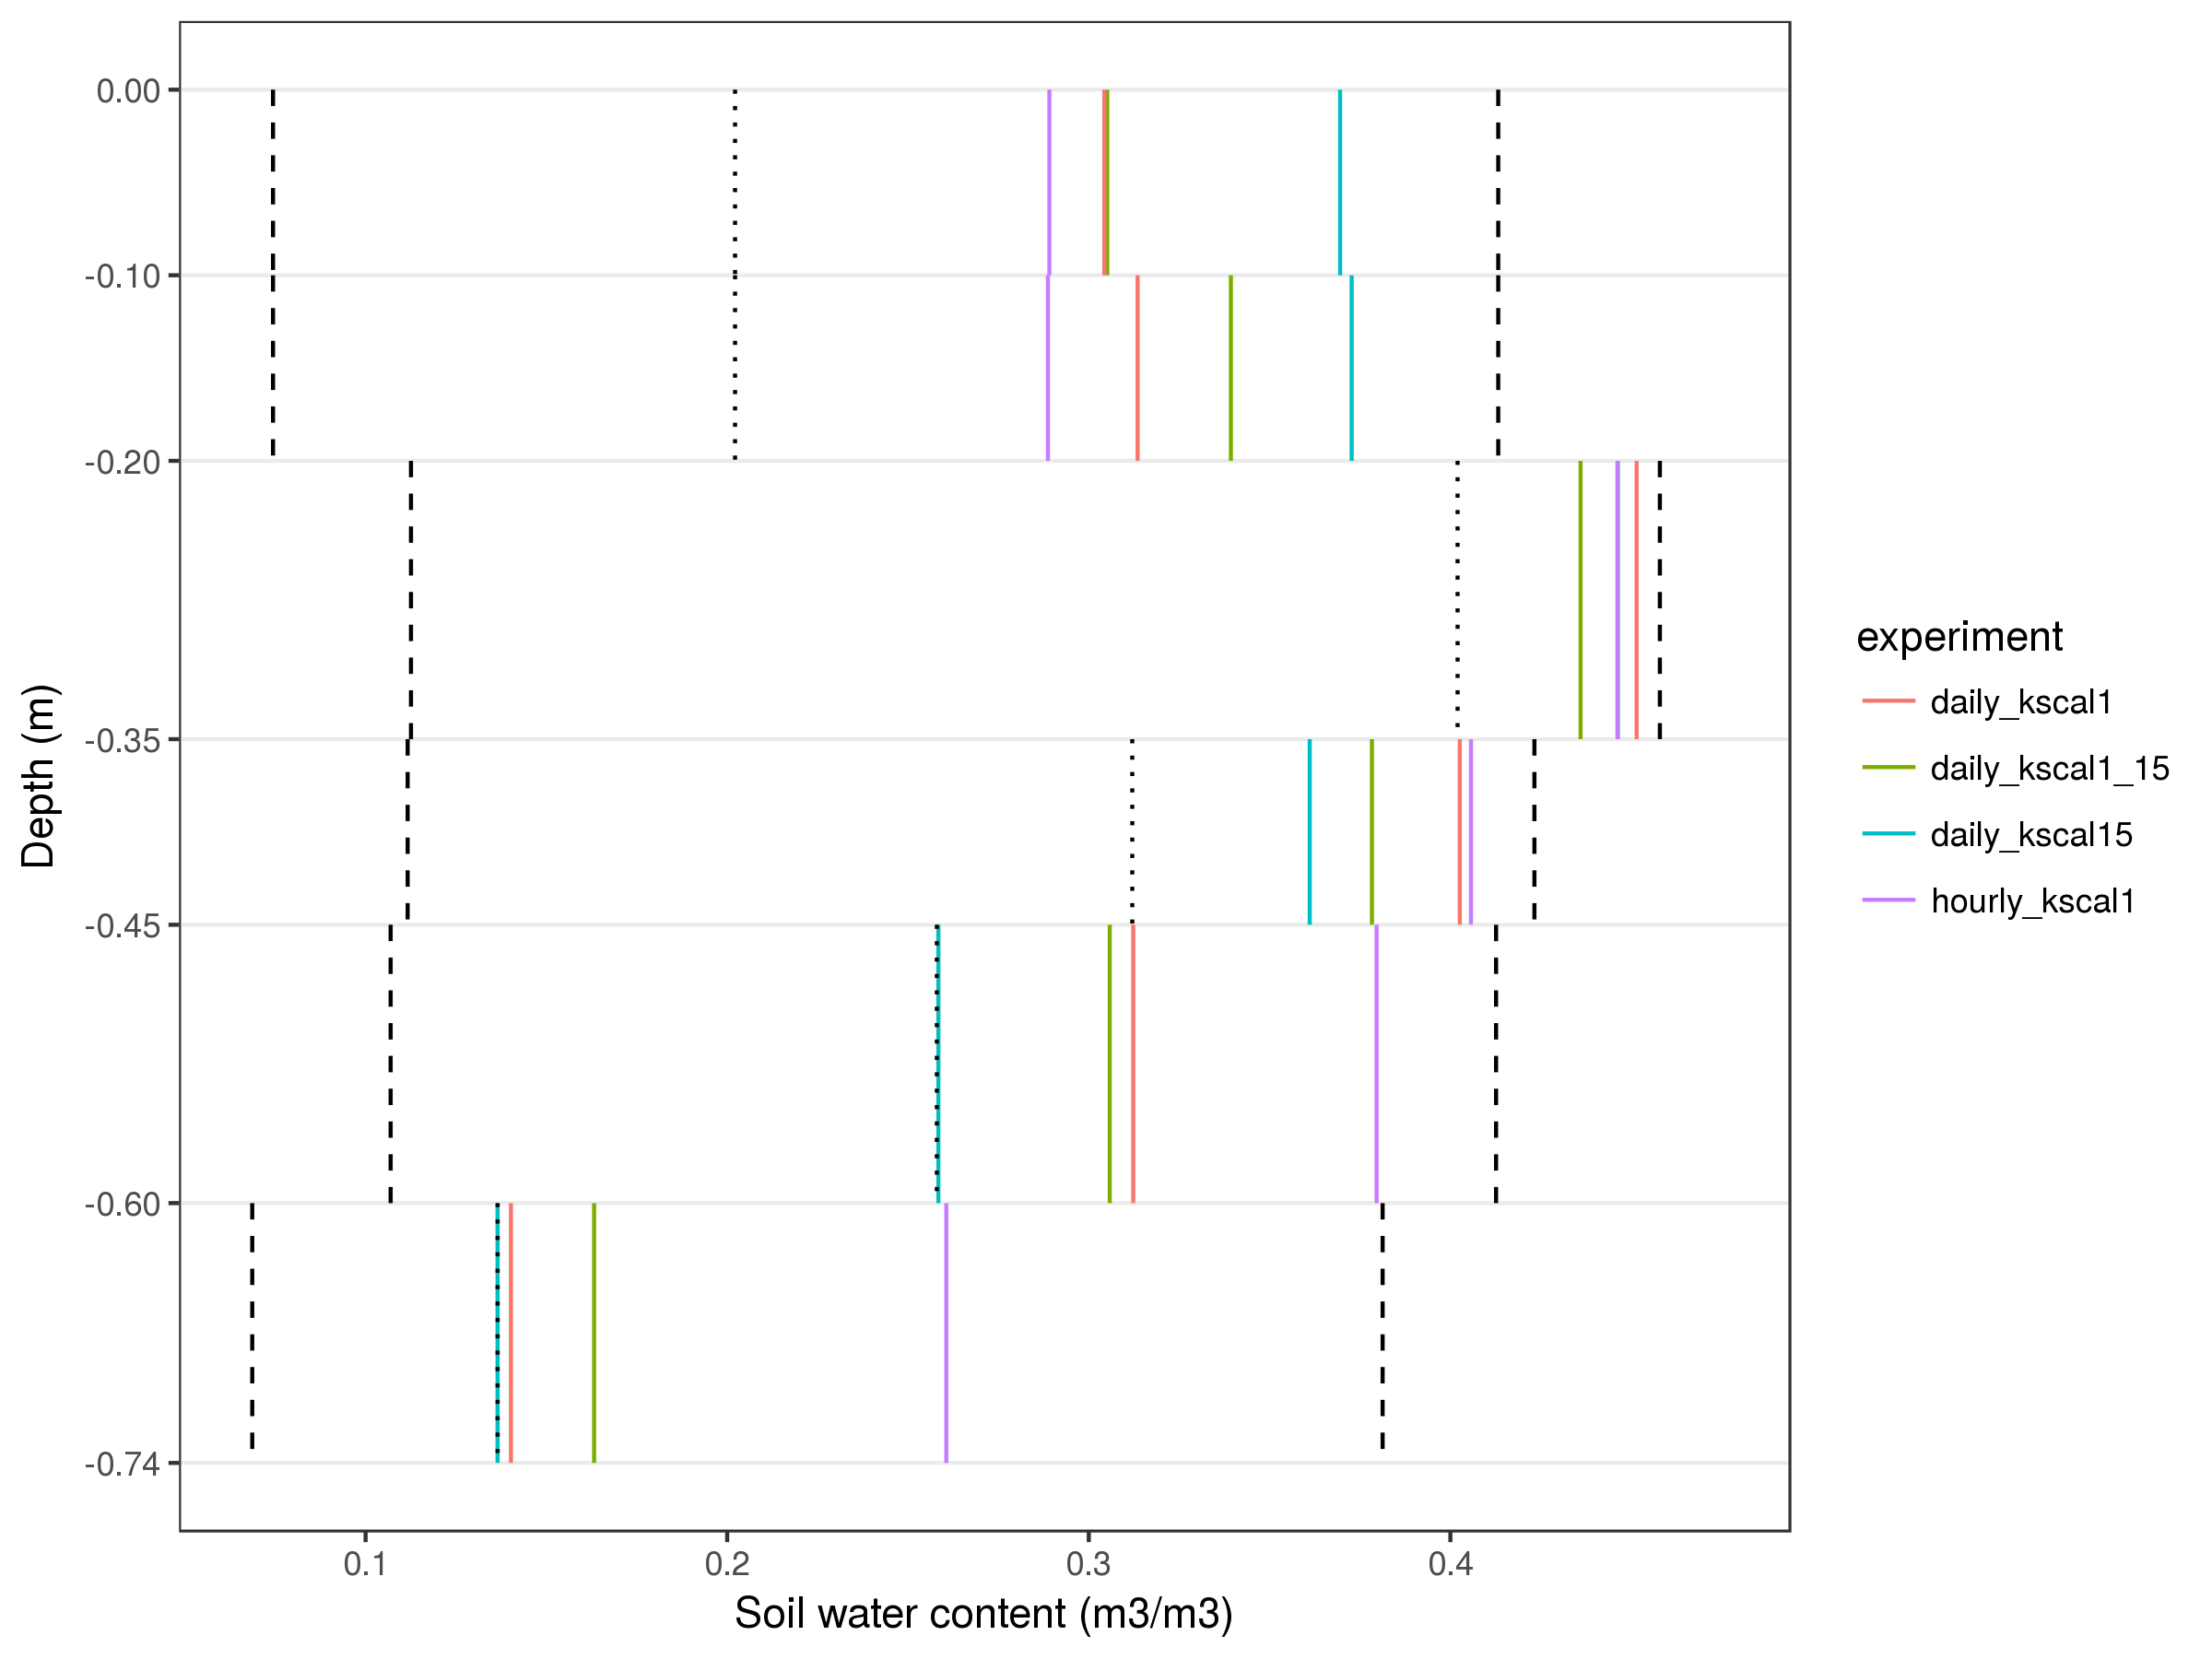 0.00
-0.10
-0.20
-0.35
-0.45
-0.60
-0.74
Depth (m)
0.1 0.2 0.3 0.4
Soil water content (m3/m3)
experiment
daily_kscal1
daily_kscal1_15
daily_kscal15
hourly_kscal1